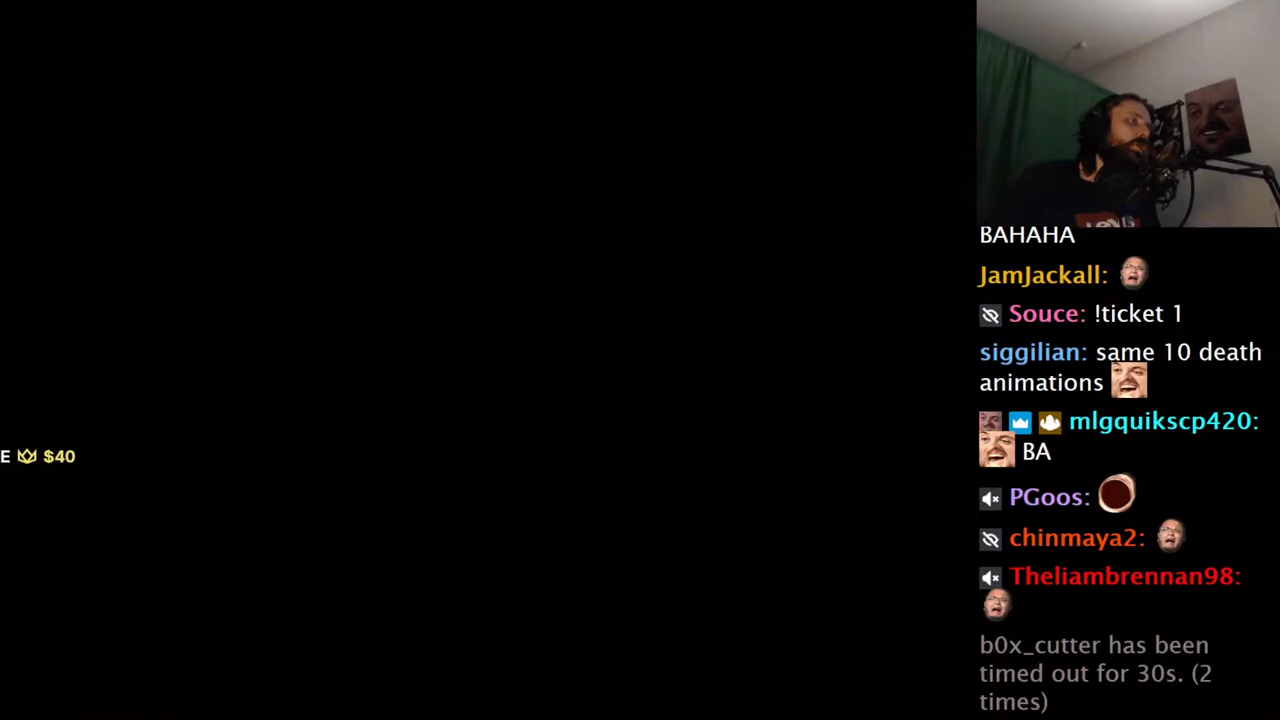 BAHAHA
JamJackall:
Souce: !ticket 1
siggilian: same 10 death
animations
mlgquikscp420:
BA
E $40
PGoos:
chinmaya2:
Theliambrennan98:
b0x_cutter has been
timed out for 30s. (2
times)